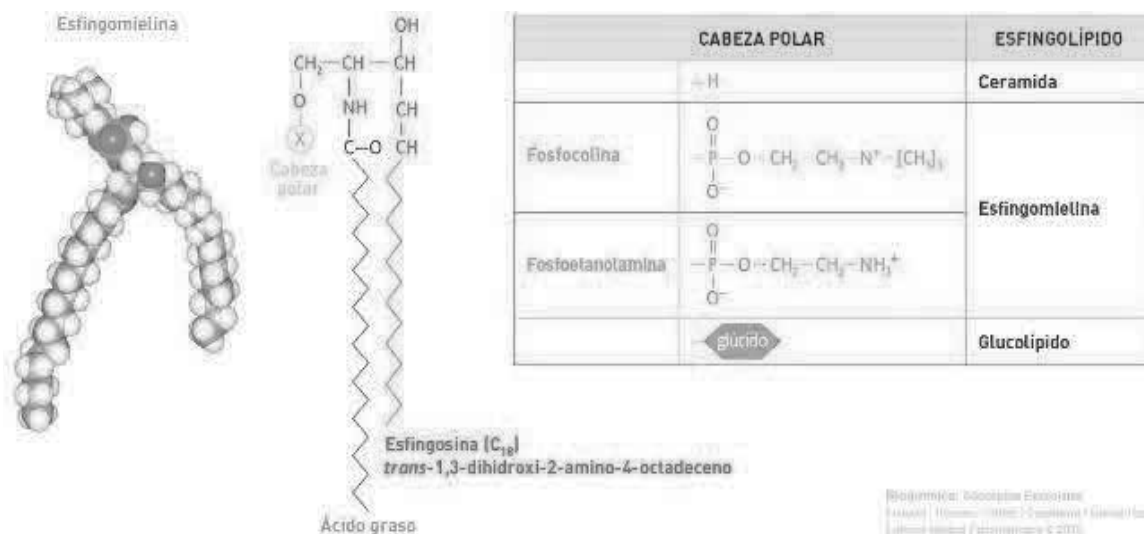 Esfingomielina
OH
CH₂—CH—CH
O
NH
CH
X
C—O
CH
Cabeza
polar
Esfingosina (C₁₈)
trans-1,3-dihidroxi-2-amino-4-octadeceno
Ácido graso
CABEZA POLAR ESFINGOLÍPIDO
H Ceramida
O
Fosfocolina
P—O—CH₂—CH₂—N⁺—[CH₃]₃
O⁻
Esfingomielina
O
Fosfoetanolamina
—P—O—CH₂—CH₂—NH₃⁺
O⁻
glúcido Glucolípido